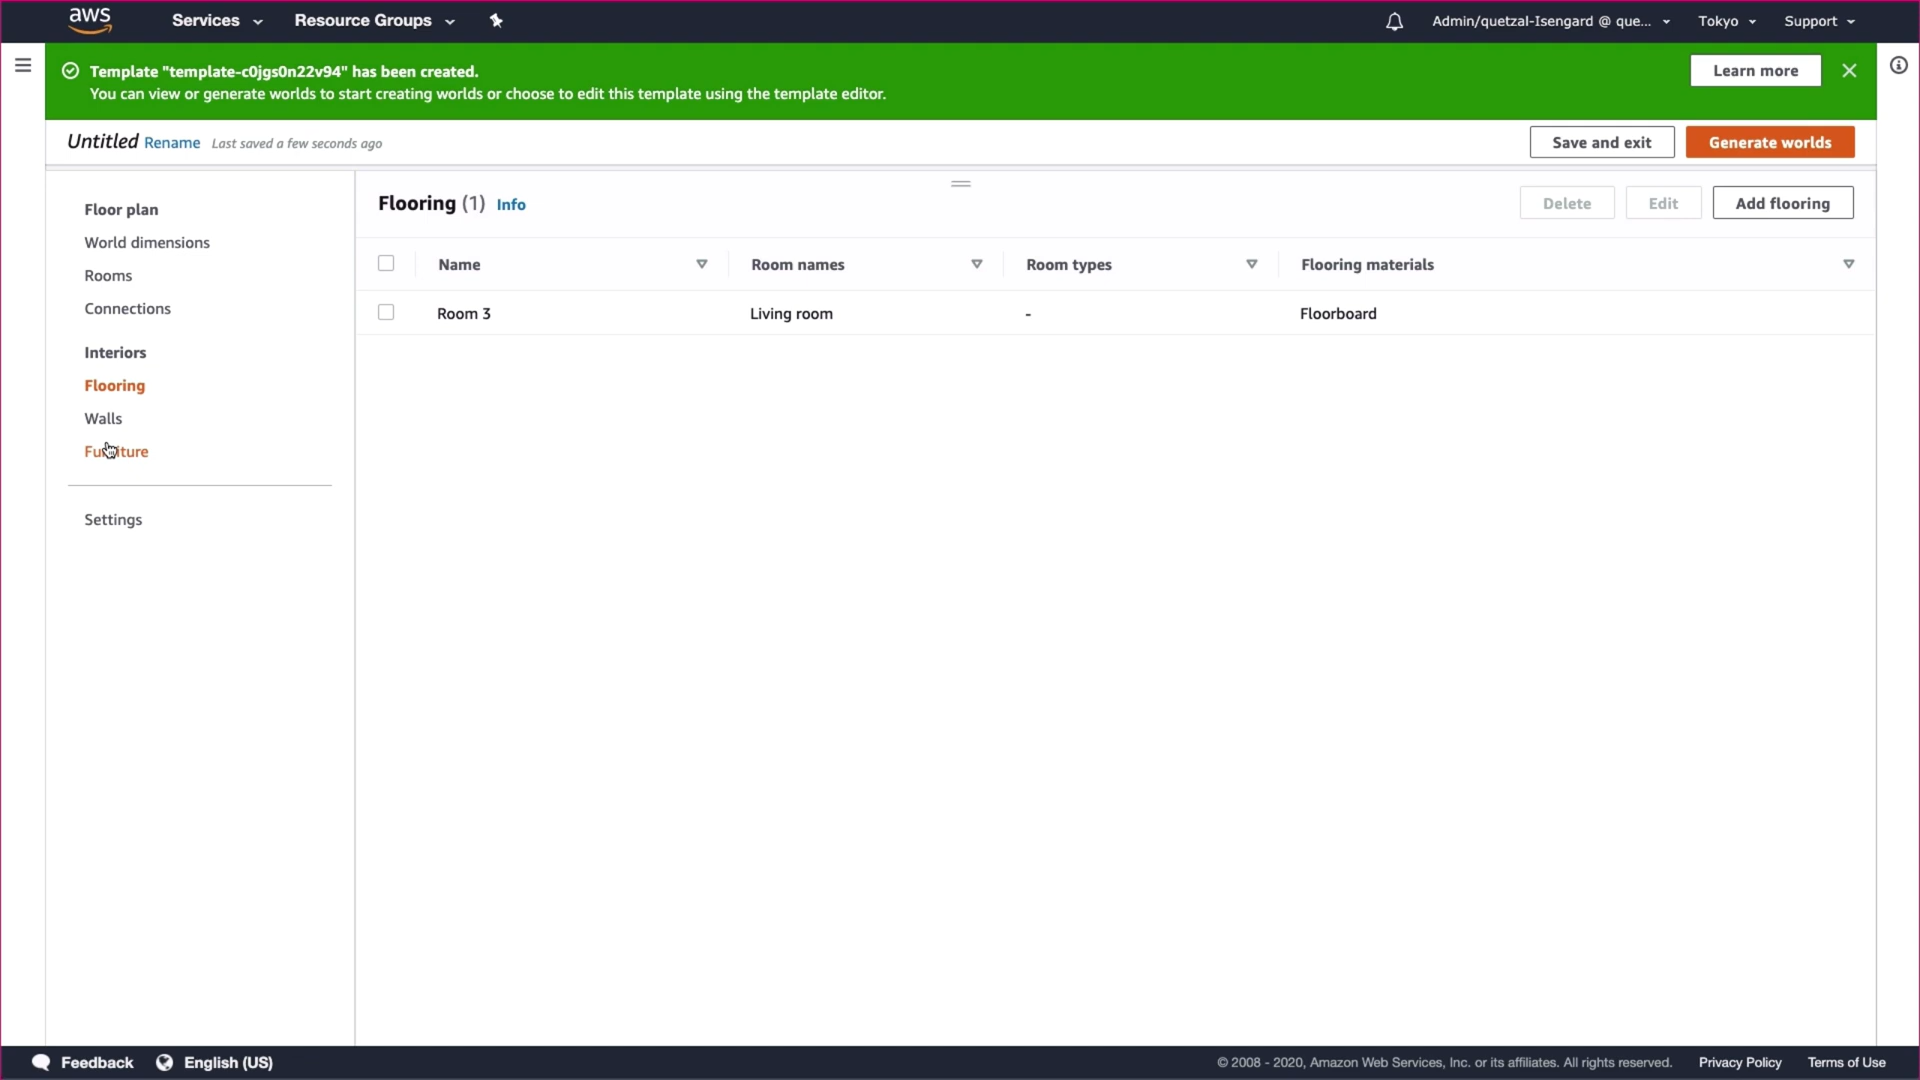 aws Services Resource Groups Admin/quetzal-Isengard @ que... Tokyo Support
Template "template-c0jgs0n22v94" has been created.
You can view or generate worlds to start creating worlds or choose to edit this template using the template editor.
Learn more
Untitled Rename Last saved a few seconds ago Save and exit Generate worlds
Floor plan
World dimensions
Rooms
Connections
Interiors
Flooring
Walls
Furniture
Settings
Flooring (1) Info Delete Edit Add flooring
Name Room names Room types Flooring materials
Room 3 Living room - Floorboard
Feedback English (US) © 2008 - 2020, Amazon Web Services, Inc. or its affiliates. All rights reserved. Privacy Policy Terms of Use